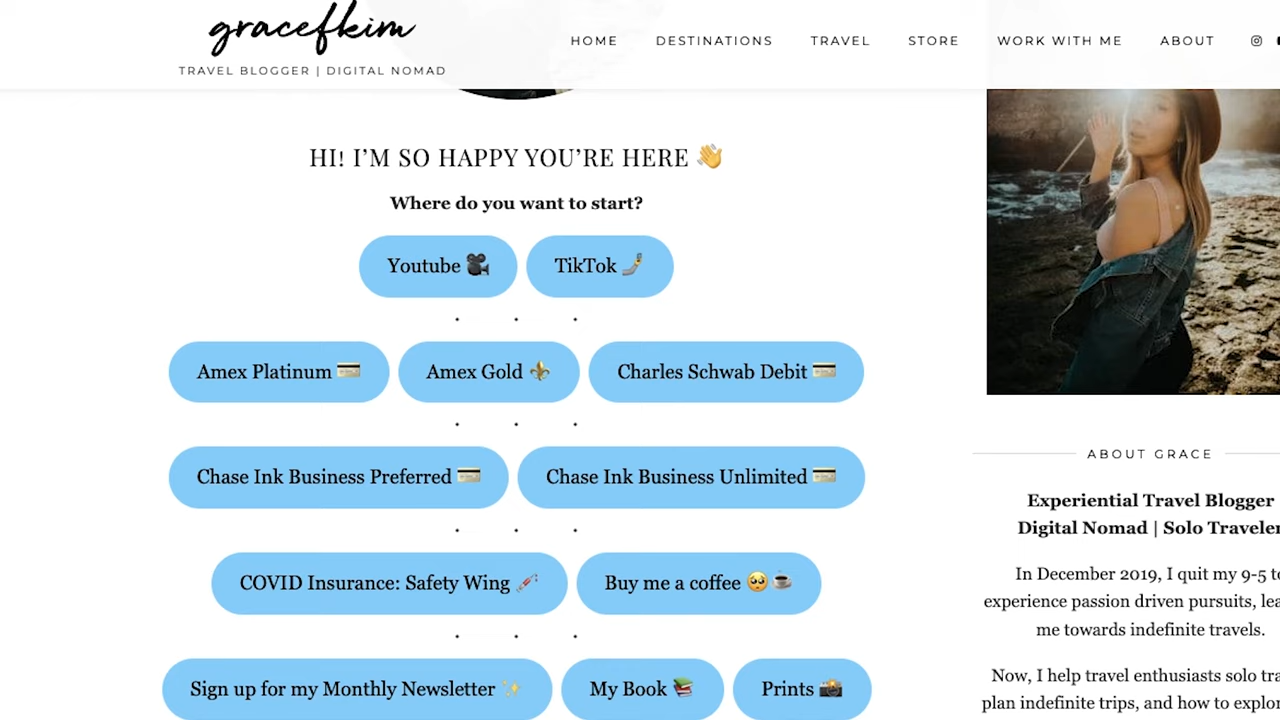 gracefkim
TRAVEL BLOGGER | DIGITAL NOMAD
HOME DESTINATIONS TRAVEL STORE WORK WITH ME ABOUT
HI! I'M SO HAPPY YOU'RE HERE 👋
Where do you want to start?
Youtube 🎥 TikTok 🤳
. . .
Amex Platinum 💳 Amex Gold ⚜️ Charles Schwab Debit 💳
. . .
Chase Ink Business Preferred 💳 Chase Ink Business Unlimited 💳
. . .
COVID Insurance: Safety Wing 💉 Buy me a coffee 🥺☕
. . .
Sign up for my Monthly Newsletter ✨ My Book 📚 Prints 📸
ABOUT GRACE
Experiential Travel Blogger
Digital Nomad | Solo Traveler
In December 2019, I quit my 9-5 to
experience passion driven pursuits, lea
me towards indefinite travels.
Now, I help travel enthusiasts solo tra
plan indefinite trips, and how to explo